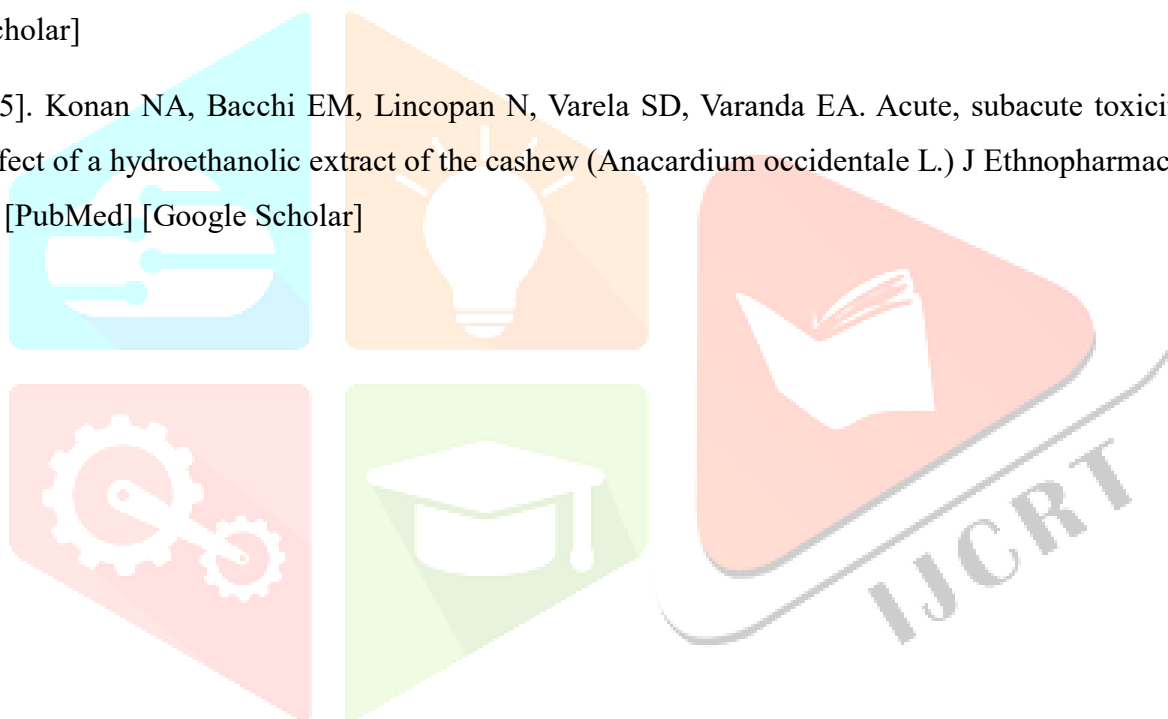 cholar]
5]. Konan NA, Bacchi EM, Lincopan N, Varela SD, Varanda EA. Acute, subacute toxici
ffect of a hydroethanolic extract of the cashew (Anacardium occidentale L.) J Ethnopharmac
[PubMed] [Google Scholar]
IJCRT